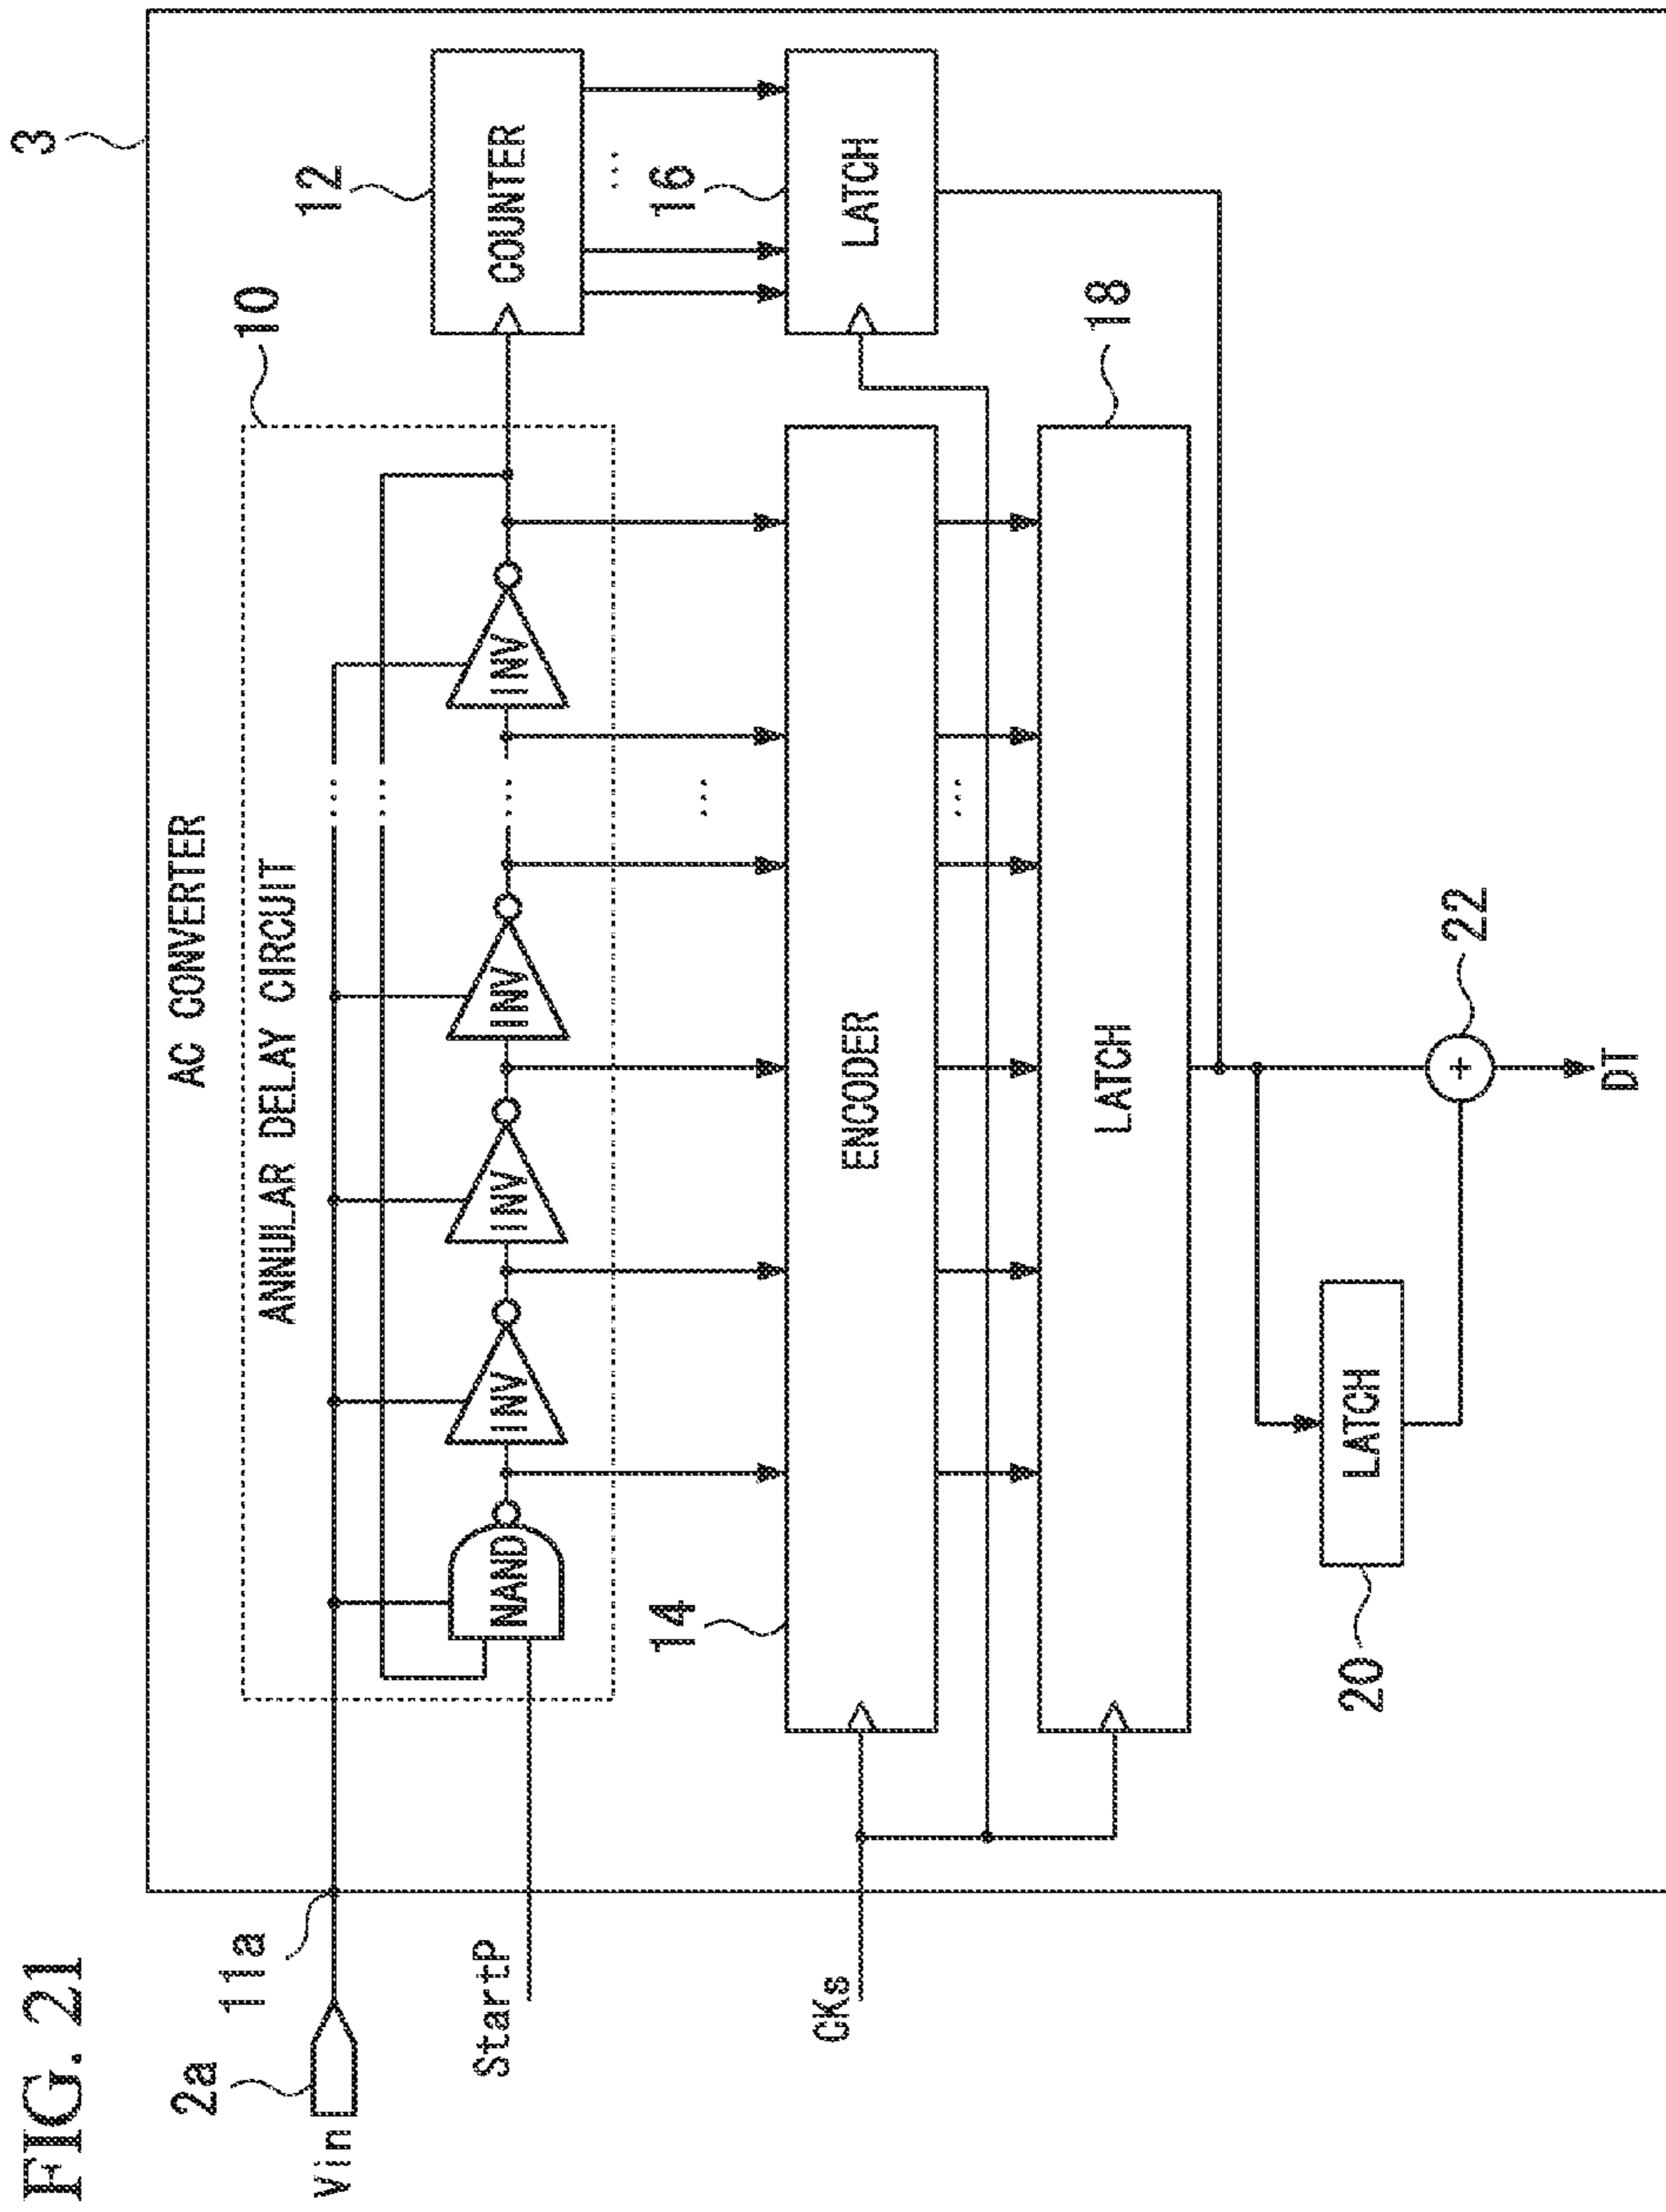 FIG. 21
3
AC CONVERTER
10
ANNULAR DELAY CIRCUIT
12
COUNTER
2a
11a
Vin
...
...
NAND
INV
INV
INV
...
INV
StartP
...
...
16
LATCH
14
ENCODER
CKs
...
18
LATCH
20
LATCH
22
+
DT